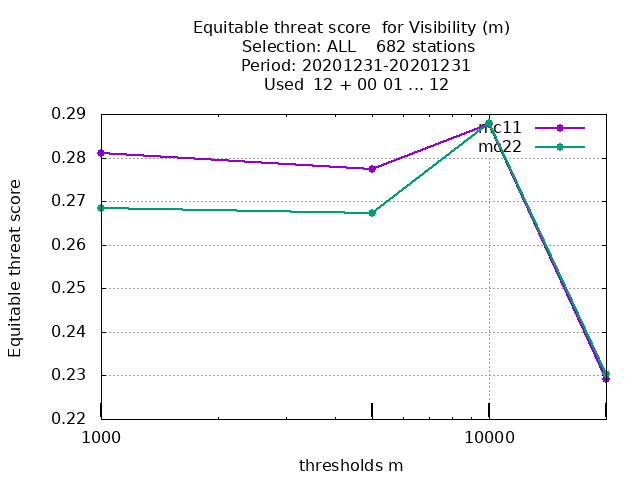 Equitable threat score  for Visibility (m)
Selection: ALL    682 stations
Period: 20201231-20201231
Used  12 + 00 01 ... 12
mc11
mc22
Equitable threat score
0.29
0.28
0.27
0.26
0.25
0.24
0.23
0.22
1000
10000
thresholds m